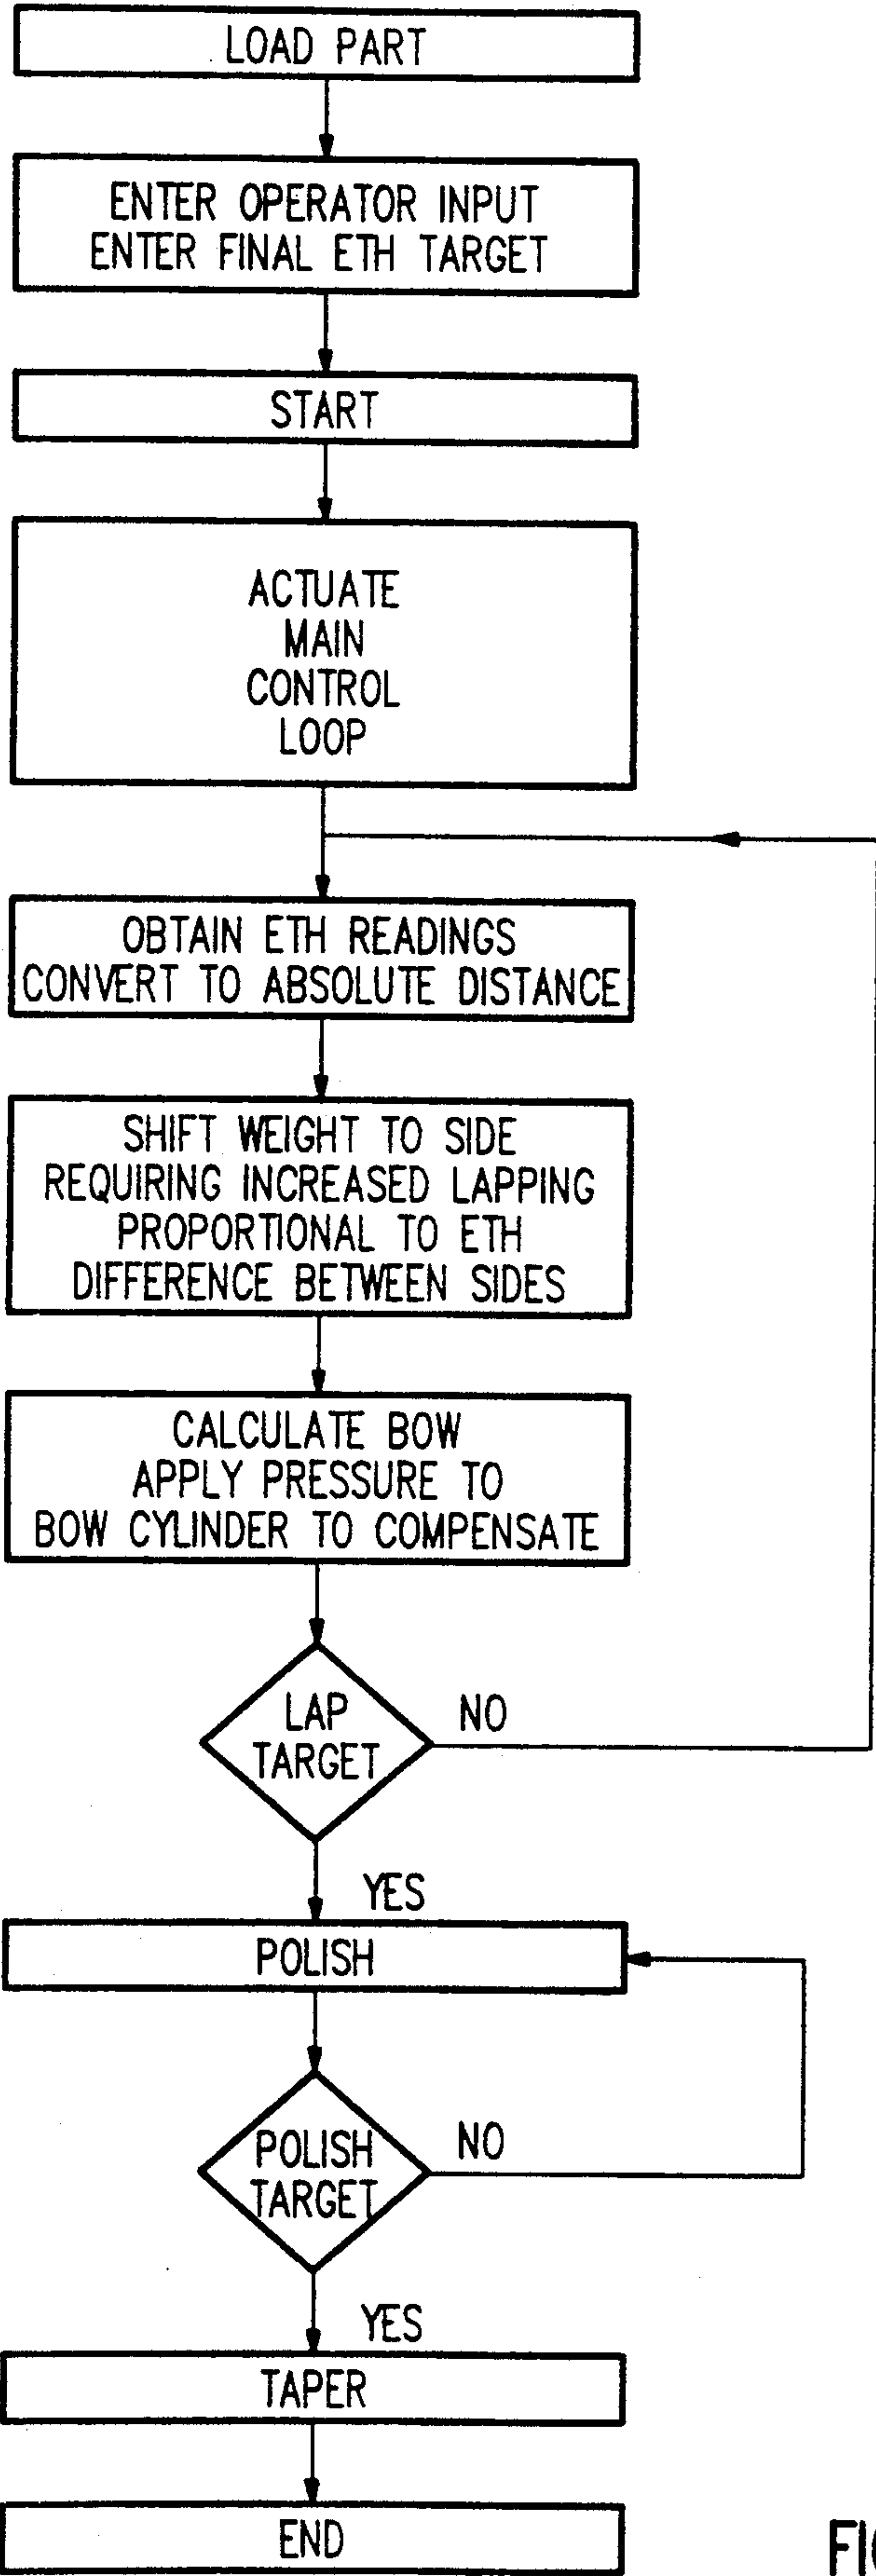 LOAD PART
ENTER OPERATOR INPUT
ENTER FINAL ETH TARGET
START
ACTUATE
MAIN
CONTROL
LOOP
OBTAIN ETH READINGS
CONVERT TO ABSOLUTE DISTANCE
SHIFT WEIGHT TO SIDE
REQUIRING INCREASED LAPPING
PROPORTIONAL TO ETH
DIFFERENCE BETWEEN SIDES
CALCULATE BOW
APPLY PRESSURE TO
BOW CYLINDER TO COMPENSATE
LAP
TARGET
NO
YES
POLISH
POLISH
TARGET
NO
YES
TAPER
END